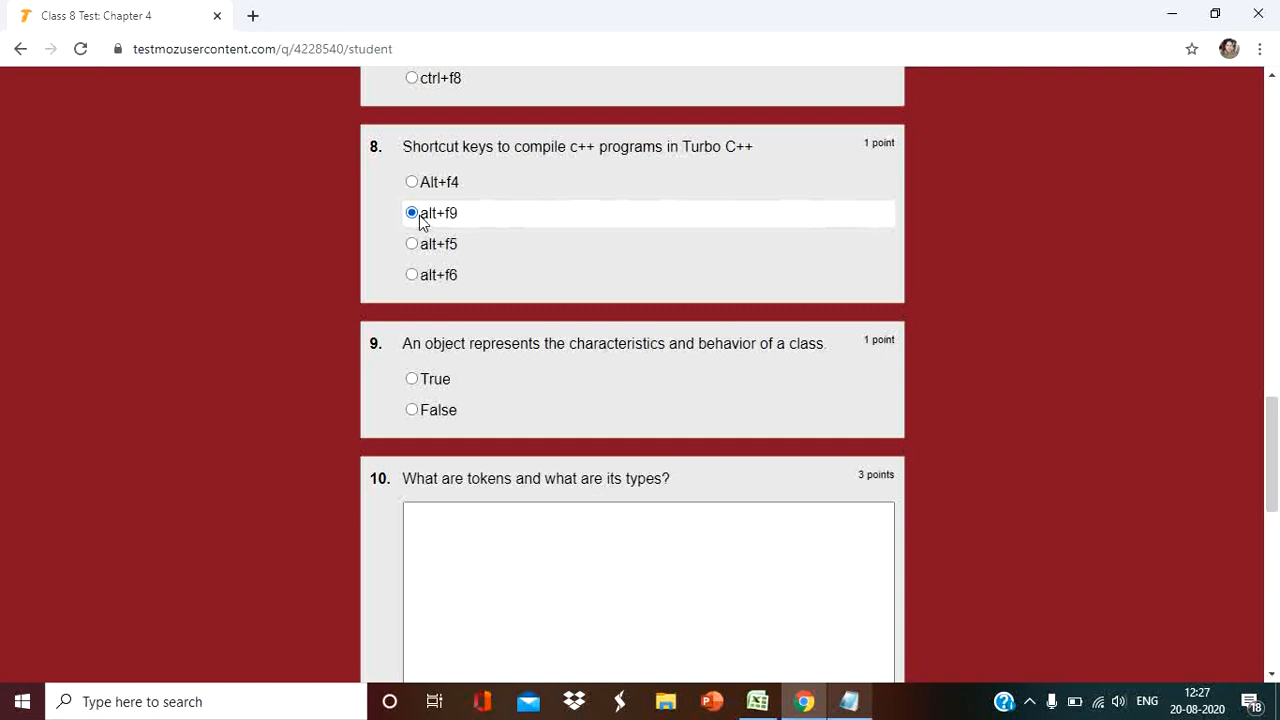 Class 8 Test: Chapter 4
testmozusercontent.com/q/4228540/student
ctrl+f8
8. Shortcut keys to compile c++ programs in Turbo C++ 1 point
Alt+f4
alt+f9
alt+f5
alt+f6
9. An object represents the characteristics and behavior of a class. 1 point
True
False
10. What are tokens and what are its types? 3 points
Type here to search
ENG
12:27
20-08-2020
18